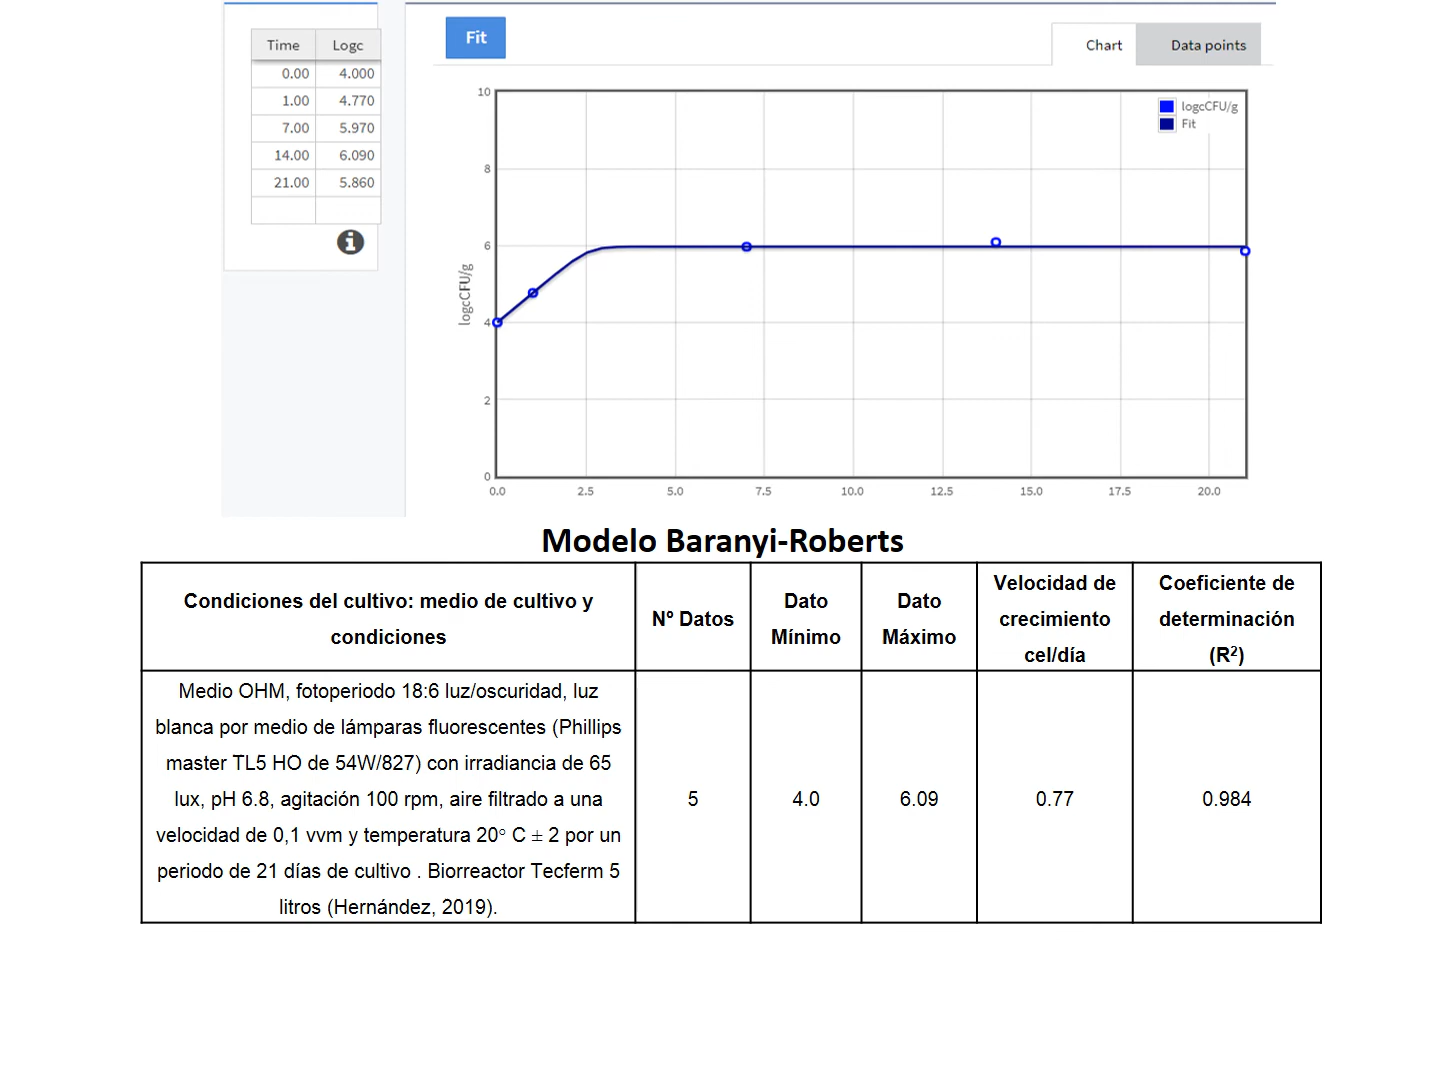 Time Logc
0.00 4.000
1.00 4.770
7.00 5.970
14.00 6.090
21.00 5.860
Fit
Chart
Data points
logcCFU/g
Fit
10
8
6
4
2
0
logcCFU/g
0.0 2.5 5.0 7.5 10.0 12.5 15.0 17.5 20.0
Modelo Baranyi-Roberts
Condiciones del cultivo: medio de cultivo y
condiciones
Nº Datos
Dato
Mínimo
Dato
Máximo
Velocidad de
crecimiento
cel/día
Coeficiente de
determinación
(R²)
Medio OHM, fotoperiodo 18:6 luz/oscuridad, luz
blanca por medio de lámparas fluorescentes (Phillips
master TL5 HO de 54W/827) con irradiancia de 65
lux, pH 6.8, agitación 100 rpm, aire filtrado a una
velocidad de 0,1 vvm y temperatura 20° C ± 2 por un
periodo de 21 días de cultivo . Biorreactor Tecferm 5
litros (Hernández, 2019).
5
4.0
6.09
0.77
0.984